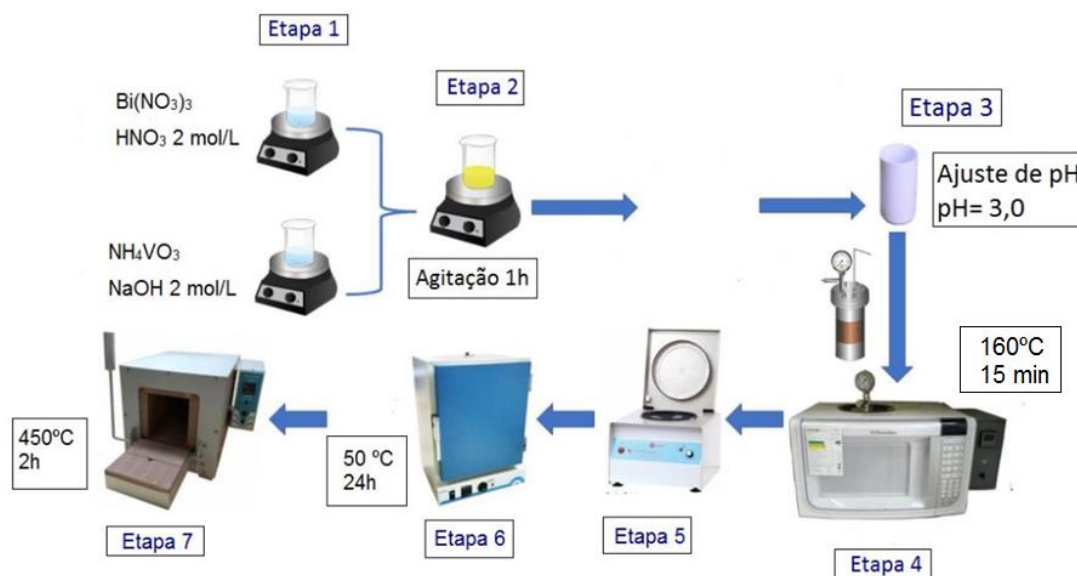 Etapa 1
Bi(NO₃)₃
HNO₃ 2 mol/L
NH₄VO₃
NaOH 2 mol/L
Etapa 2
Agitação 1h
Etapa 3
Ajuste de pH
pH= 3,0
160ºC
15 min
Etapa 4
Etapa 5
50 ºC
24h
Etapa 6
450ºC
2h
Etapa 7